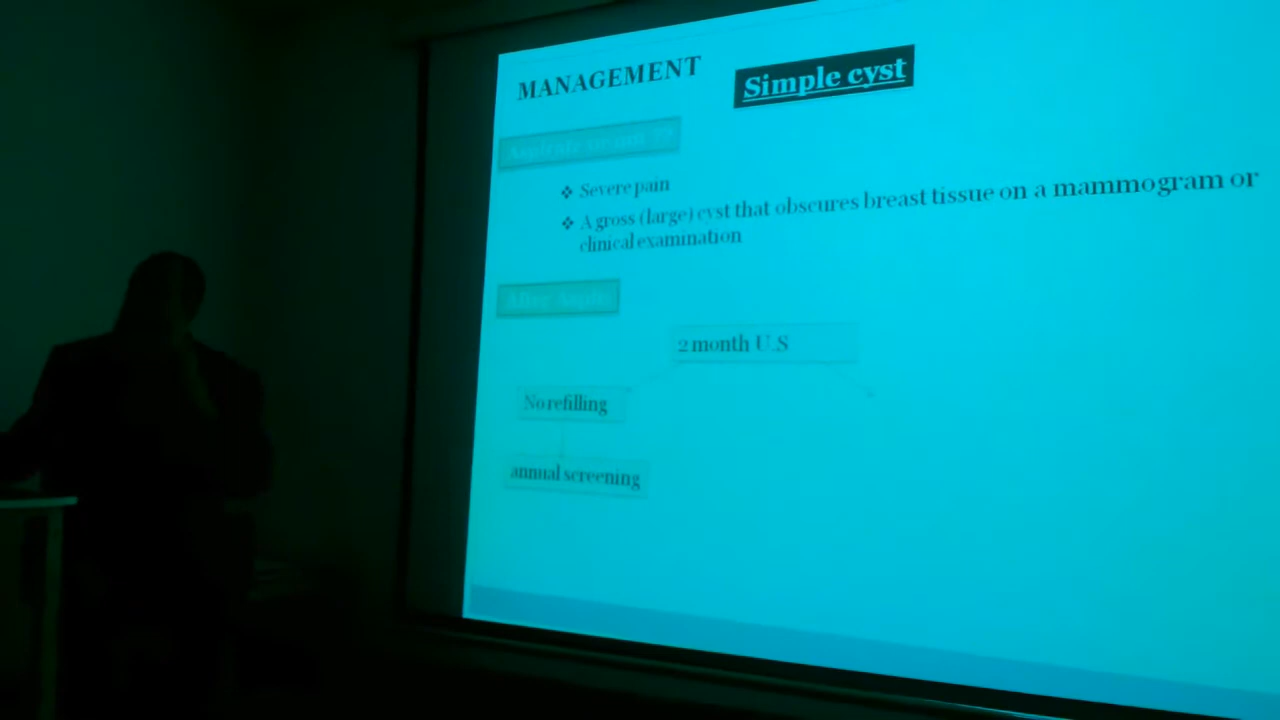 MANAGEMENT
Simple cyst
❖ Severe pain
❖ A gross (large) cyst that obscures breast tissue on a mammogram or
clinical examination
After
2 month U.S
No refilling
annual screening